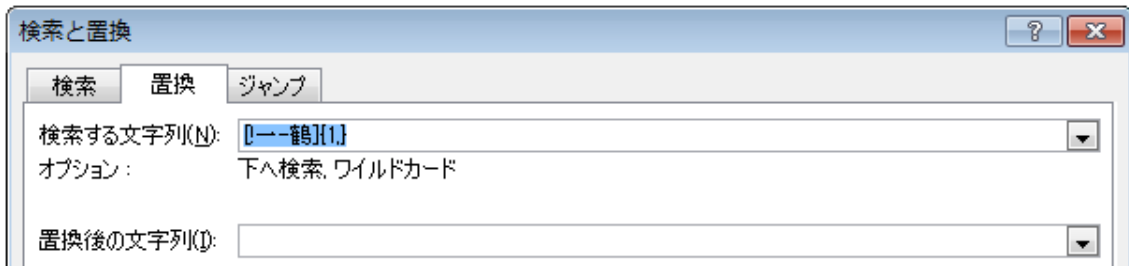 検索と置換
検索 置換 ジャンプ
検索する文字列(N): [!一-鶴]{1,}
オプション: 下へ検索, ワイルドカード
置換後の文字列(I):